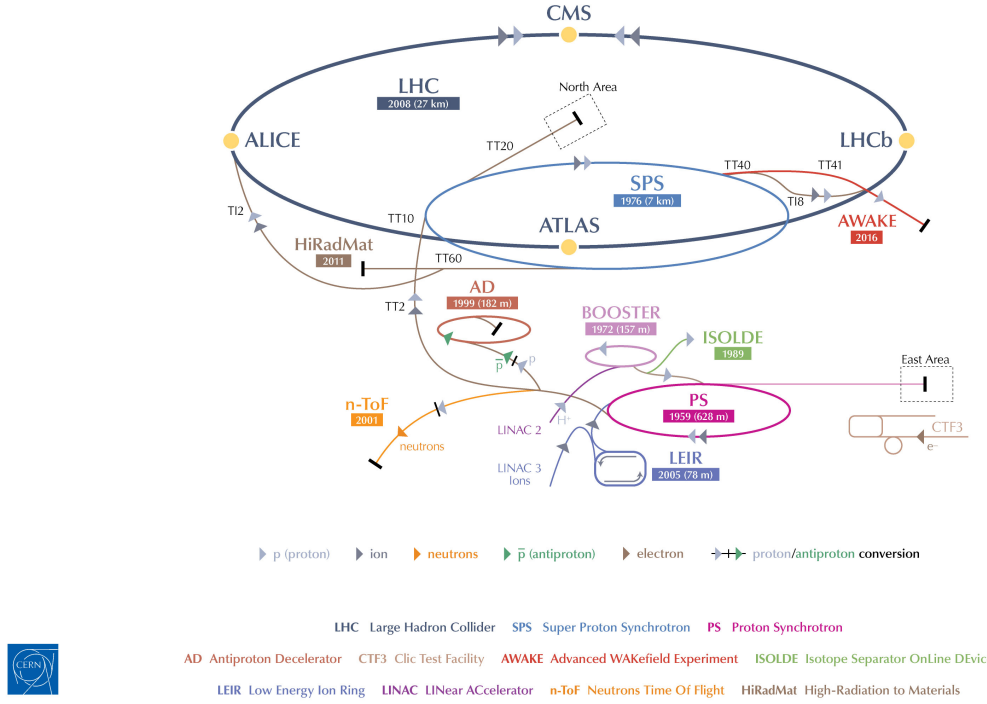 CMS
LHC
2008 (27 km)
North Area
ALICE
LHCb
TT20
TT40
TT41
SPS
1976 (7 km)
TI8
TI2
TT10
ATLAS
AWAKE
2016
HiRadMat
2011
TT60
AD
1999 (182 m)
TT2
BOOSTER
1972 (157 m)
ISOLDE
1989
p̅
p
East Area
n-ToF
2001
PS
1959 (628 m)
H⁺
LINAC 2
neutrons
CTF3
e⁻
LEIR
2005 (78 m)
LINAC 3
Ions
p (proton)
ion
neutrons
p̅ (antiproton)
electron
proton/antiproton conversion
LHC Large Hadron Collider SPS Super Proton Synchrotron PS Proton Synchrotron
AD Antiproton Decelerator CTF3 Clic Test Facility AWAKE Advanced WAKefield Experiment ISOLDE Isotope Separator OnLine DEvic
LEIR Low Energy Ion Ring LINAC LINear ACcelerator n-ToF Neutrons Time Of Flight HiRadMat High-Radiation to Materials
CERN